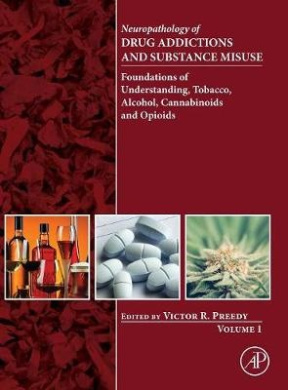 Neuropathology of
DRUG ADDICTIONS
AND SUBSTANCE MISUSE
Foundations of
Understanding, Tobacco,
Alcohol, Cannabinoids
and Opioids
EDITED BY VICTOR R. PREEDY
VOLUME 1
AP